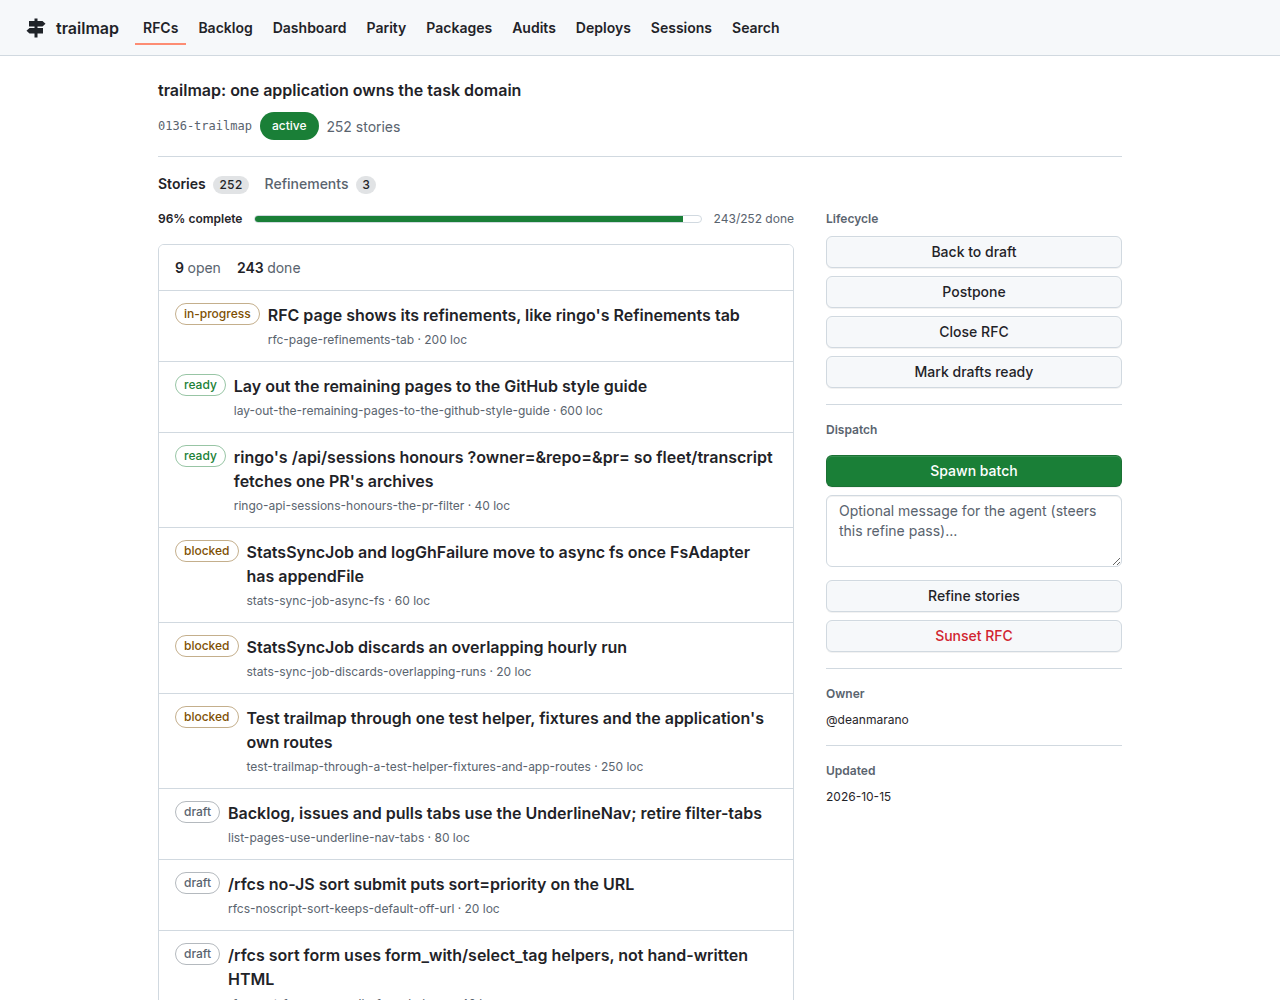 trailmap RFCs Backlog Dashboard Parity Packages Audits Deploys Sessions Search
trailmap: one application owns the task domain
0136-trailmap active 252 stories
Stories 252 Refinements 3
96% complete 243/252 done
9 open 243 done
in-progress RFC page shows its refinements, like ringo's Refinements tab
rfc-page-refinements-tab · 200 loc
ready Lay out the remaining pages to the GitHub style guide
lay-out-the-remaining-pages-to-the-github-style-guide · 600 loc
ready ringo's /api/sessions honours ?owner=&repo=&pr= so fleet/transcript
fetches one PR's archives
ringo-api-sessions-honours-the-pr-filter · 40 loc
blocked StatsSyncJob and logGhFailure move to async fs once FsAdapter
has appendFile
stats-sync-job-async-fs · 60 loc
blocked StatsSyncJob discards an overlapping hourly run
stats-sync-job-discards-overlapping-runs · 20 loc
blocked Test trailmap through one test helper, fixtures and the application's
own routes
test-trailmap-through-a-test-helper-fixtures-and-app-routes · 250 loc
draft Backlog, issues and pulls tabs use the UnderlineNav; retire filter-tabs
list-pages-use-underline-nav-tabs · 80 loc
draft /rfcs no-JS sort submit puts sort=priority on the URL
rfcs-noscript-sort-keeps-default-off-url · 20 loc
draft /rfcs sort form uses form_with/select_tag helpers, not hand-written
HTML
Lifecycle
Back to draft
Postpone
Close RFC
Mark drafts ready
Dispatch
Spawn batch
Optional message for the agent (steers
this refine pass)...
Refine stories
Sunset RFC
Owner
@deanmarano
Updated
2026-10-15